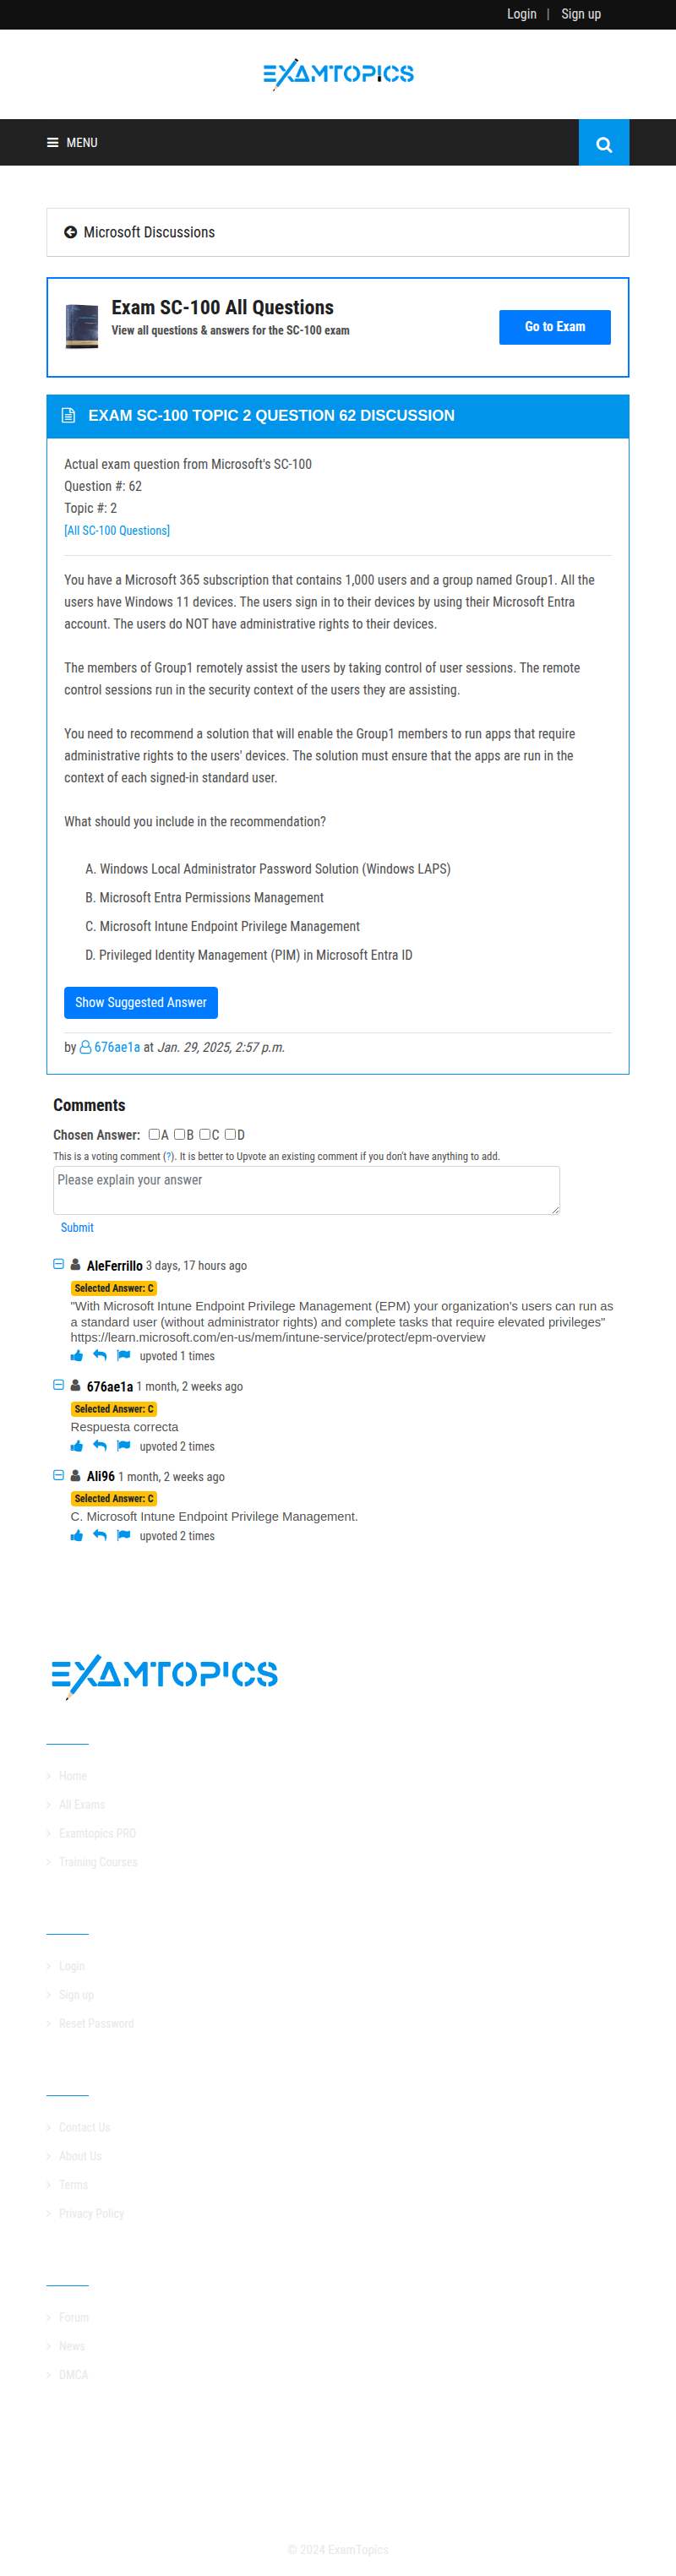 Login | Sign up
EXAMTOPICS
MENU
Microsoft Discussions
Exam SC-100 All Questions
View all questions & answers for the SC-100 exam
Go to Exam
EXAM SC-100 TOPIC 2 QUESTION 62 DISCUSSION
Actual exam question from Microsoft's SC-100
Question #: 62
Topic #: 2
[All SC-100 Questions]
You have a Microsoft 365 subscription that contains 1,000 users and a group named Group1. All the
users have Windows 11 devices. The users sign in to their devices by using their Microsoft Entra
account. The users do NOT have administrative rights to their devices.
The members of Group1 remotely assist the users by taking control of user sessions. The remote
control sessions run in the security context of the users they are assisting.
You need to recommend a solution that will enable the Group1 members to run apps that require
administrative rights to the users' devices. The solution must ensure that the apps are run in the
context of each signed-in standard user.
What should you include in the recommendation?
A. Windows Local Administrator Password Solution (Windows LAPS)
B. Microsoft Entra Permissions Management
C. Microsoft Intune Endpoint Privilege Management
D. Privileged Identity Management (PIM) in Microsoft Entra ID
Show Suggested Answer
by 676ae1a at Jan. 29, 2025, 2:57 p.m.
Comments
Chosen Answer: A B C D
This is a voting comment (?). It is better to Upvote an existing comment if you don't have anything to add.
Please explain your answer
Submit
AleFerrillo 3 days, 17 hours ago
Selected Answer: C
"With Microsoft Intune Endpoint Privilege Management (EPM) your organization's users can run as
a standard user (without administrator rights) and complete tasks that require elevated privileges"
https://learn.microsoft.com/en-us/mem/intune-service/protect/epm-overview
upvoted 1 times
676ae1a 1 month, 2 weeks ago
Selected Answer: C
Respuesta correcta
upvoted 2 times
Ali96 1 month, 2 weeks ago
Selected Answer: C
C. Microsoft Intune Endpoint Privilege Management.
upvoted 2 times
EXAMTOPICS
Home
All Exams
Examtopics PRO
Training Courses
Login
Sign up
Reset Password
Contact Us
About Us
Terms
Privacy Policy
Forum
News
DMCA
© 2024 ExamTopics